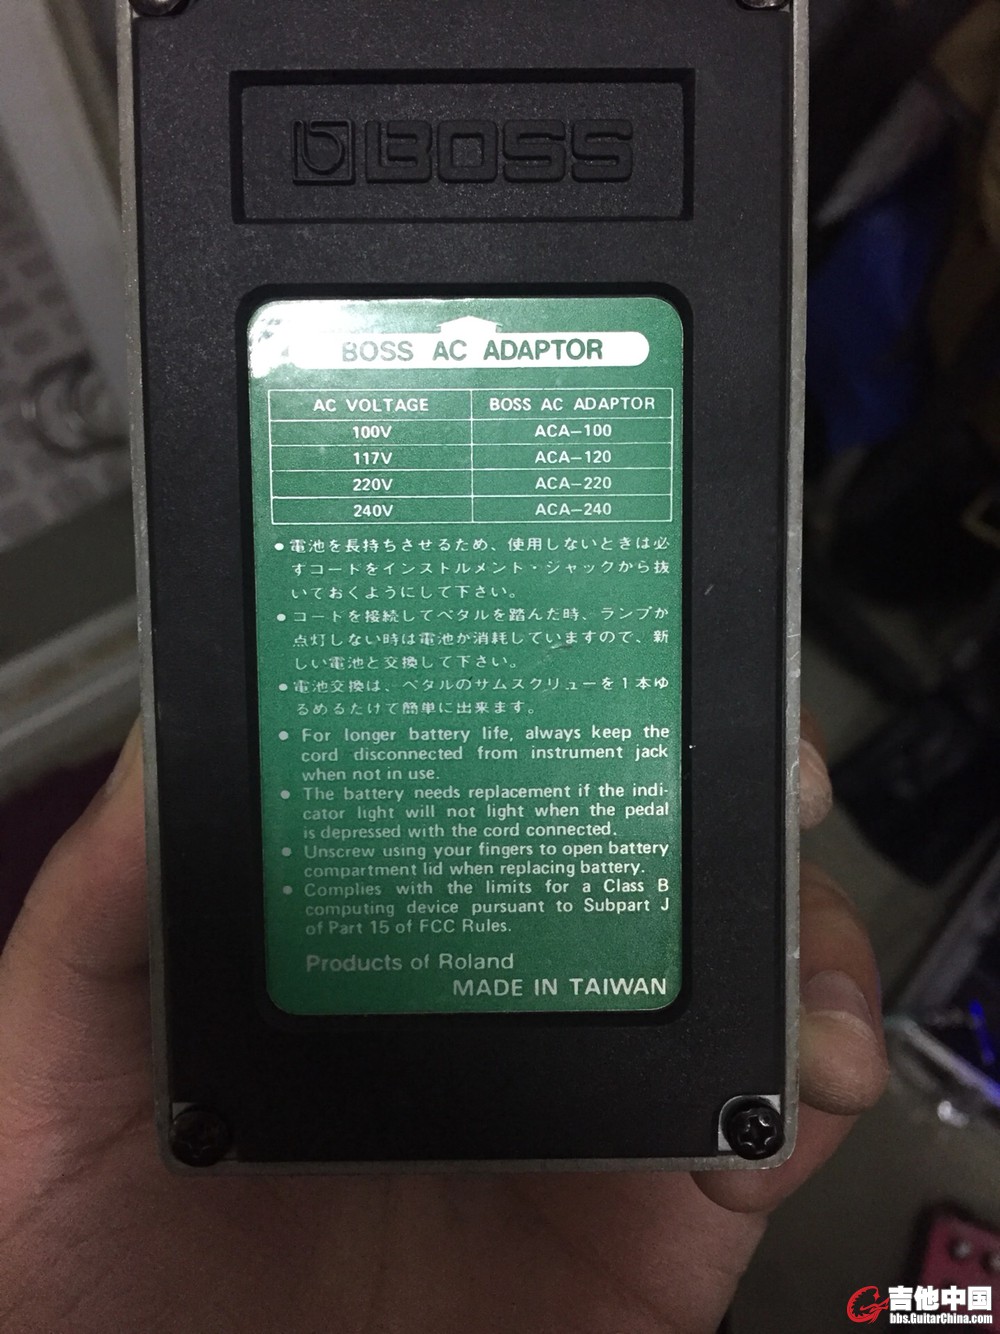 BOSS
BOSS AC ADAPTOR
AC VOLTAGE BOSS AC ADAPTOR
100V ACA-100
117V ACA-120
220V ACA-220
240V ACA-240
●電池を長持ちさせるため、使用しないときは必
ずコードをインストルメント・ジャックから抜
いておくようにして下さい。
●コードを接続してペダルを踏んだ時、ランプが
点灯しない時は電池が消耗していますので、新
しい電池と交換して下さい。
●電池交換は、ペダルのサムスクリューを1本ゆ
るめるだけで簡単に出来ます。
● For longer battery life, always keep the
cord disconnected from instrument jack
when not in use.
● The battery needs replacement if the indi-
cator light will not light when the pedal
is depressed with the cord connected.
● Unscrew using your fingers to open battery
compartment lid when replacing battery.
● Complies with the limits for a Class B
computing device pursuant to Subpart J
of Part 15 of FCC Rules.
Products of Roland
MADE IN TAIWAN
吉他中国
bbs.GuitarChina.com